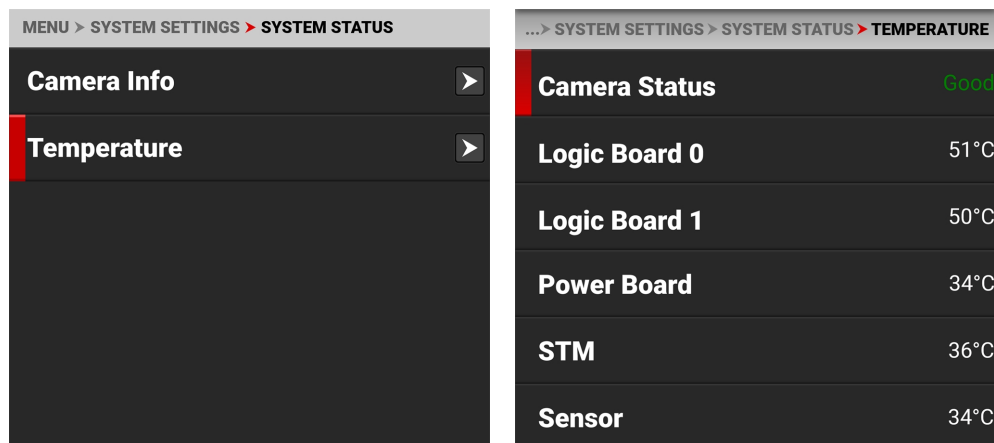 MENU > SYSTEM SETTINGS > SYSTEM STATUS
Camera Info
Temperature
...> SYSTEM SETTINGS > SYSTEM STATUS > TEMPERATURE
Camera Status Good
Logic Board 0 51°C
Logic Board 1 50°C
Power Board 34°C
STM 36°C
Sensor 34°C